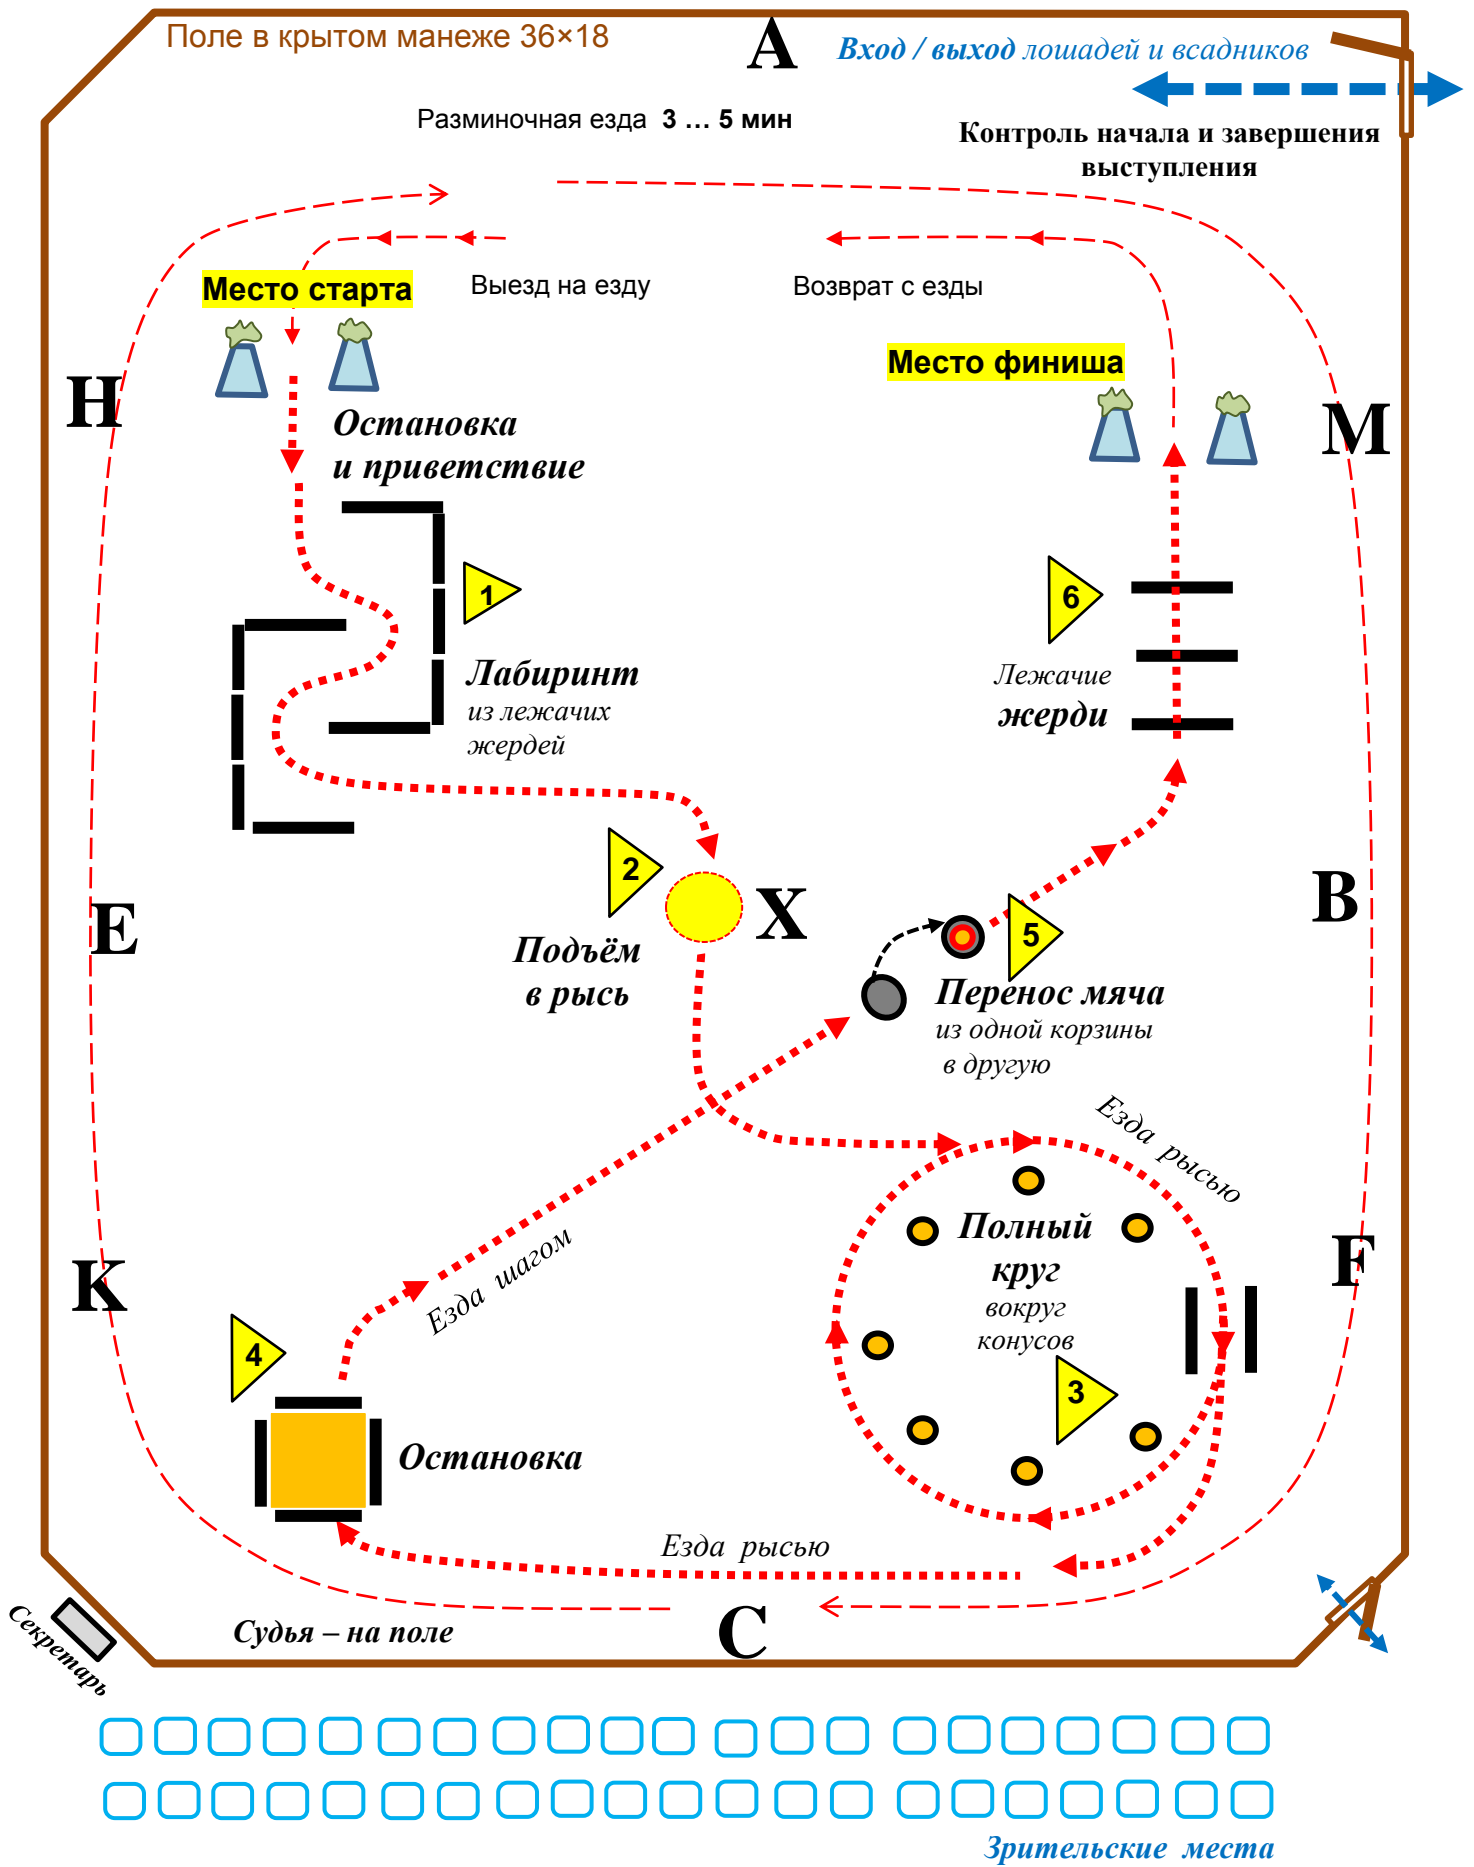 Поле в крытом манеже 36×18
A
Вход / выход лошадей и всадников
Разминочная езда 3 … 5 мин
Контроль начала и завершения
выступления
Место старта
Выезд на езду
Возврат с езды
Место финиша
H
M
Остановка
и приветствие
1
6
Лабиринт
из лежачих
жердей
Лежачие
жерди
2
X
B
E
5
Подъём
в рысь
Перенос мяча
из одной корзины
в другую
Езда рысью
Полный
круг
вокруг
конусов
K
F
Езда шагом
4
3
Остановка
Езда рысью
Секретарь
Судья – на поле
C
Зрительские места